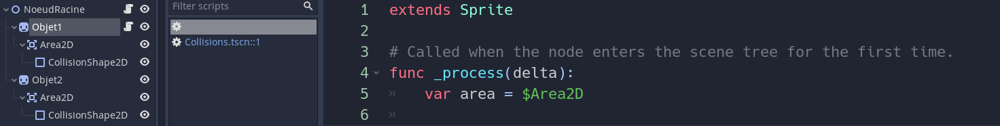 NoeudRacine
Objet1
Area2D
CollisionShape2D
Objet2
Area2D
CollisionShape2D
Filter scripts
Collisions.tscn::1
1 extends Sprite
2
3 # Called when the node enters the scene tree for the first time.
4 func _process(delta):
5 var area = $Area2D
6